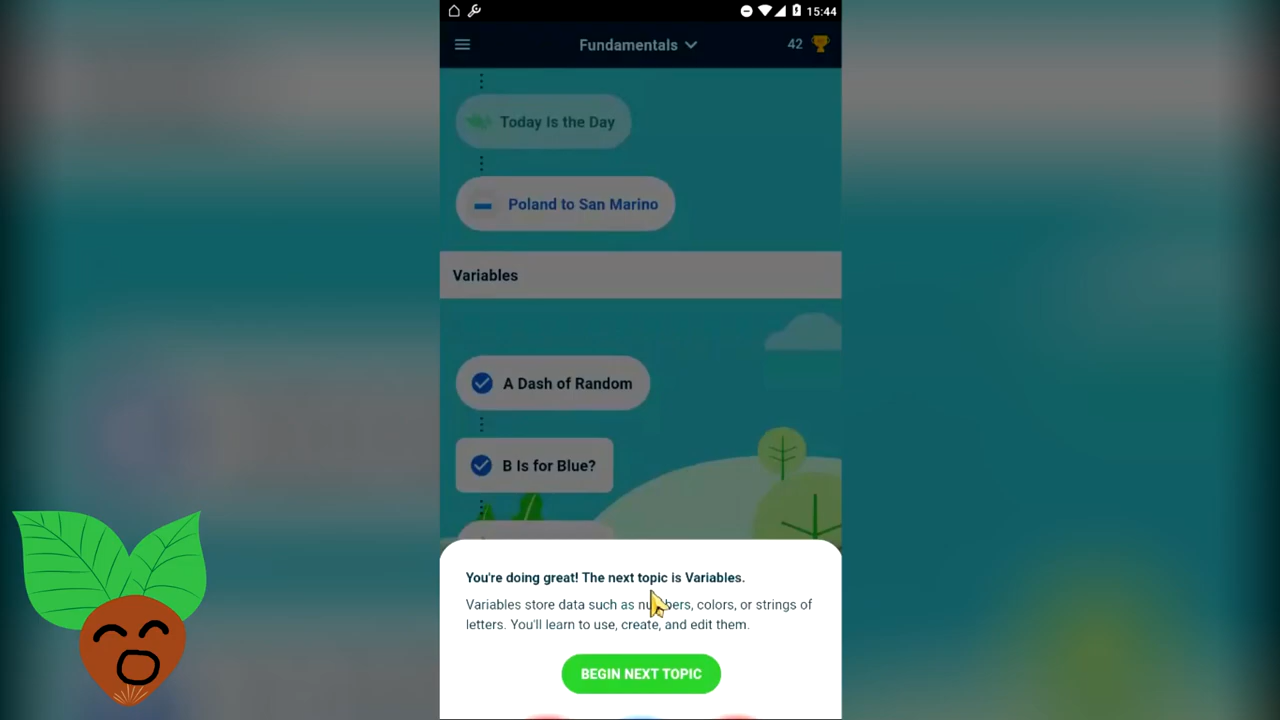 15:44
Fundamentals
42
Today Is the Day
Poland to San Marino
Variables
A Dash of Random
B Is for Blue?
You're doing great! The next topic is Variables.
Variables store data such as numbers, colors, or strings of
letters. You'll learn to use, create, and edit them.
BEGIN NEXT TOPIC